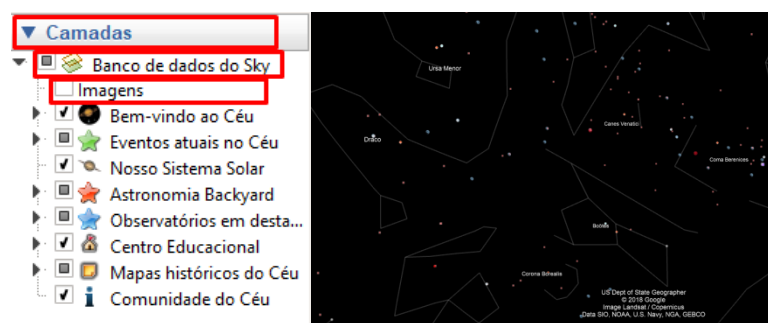 Camadas
Banco de dados do Sky
Imagens
Bem-vindo ao Céu
Eventos atuais no Céu
Nosso Sistema Solar
Astronomia Backyard
Observatórios em desta...
Centro Educacional
Mapas históricos do Céu
Comunidade do Céu
Ursa Menor
Draco
Canes Venatici
Coma Berenices
Bootes
Corona Borealis
US Dept of State Geographer
© 2018 Google
Image Landsat / Copernicus
Data SIO, NOAA, U.S. Navy, NGA, GEBCO